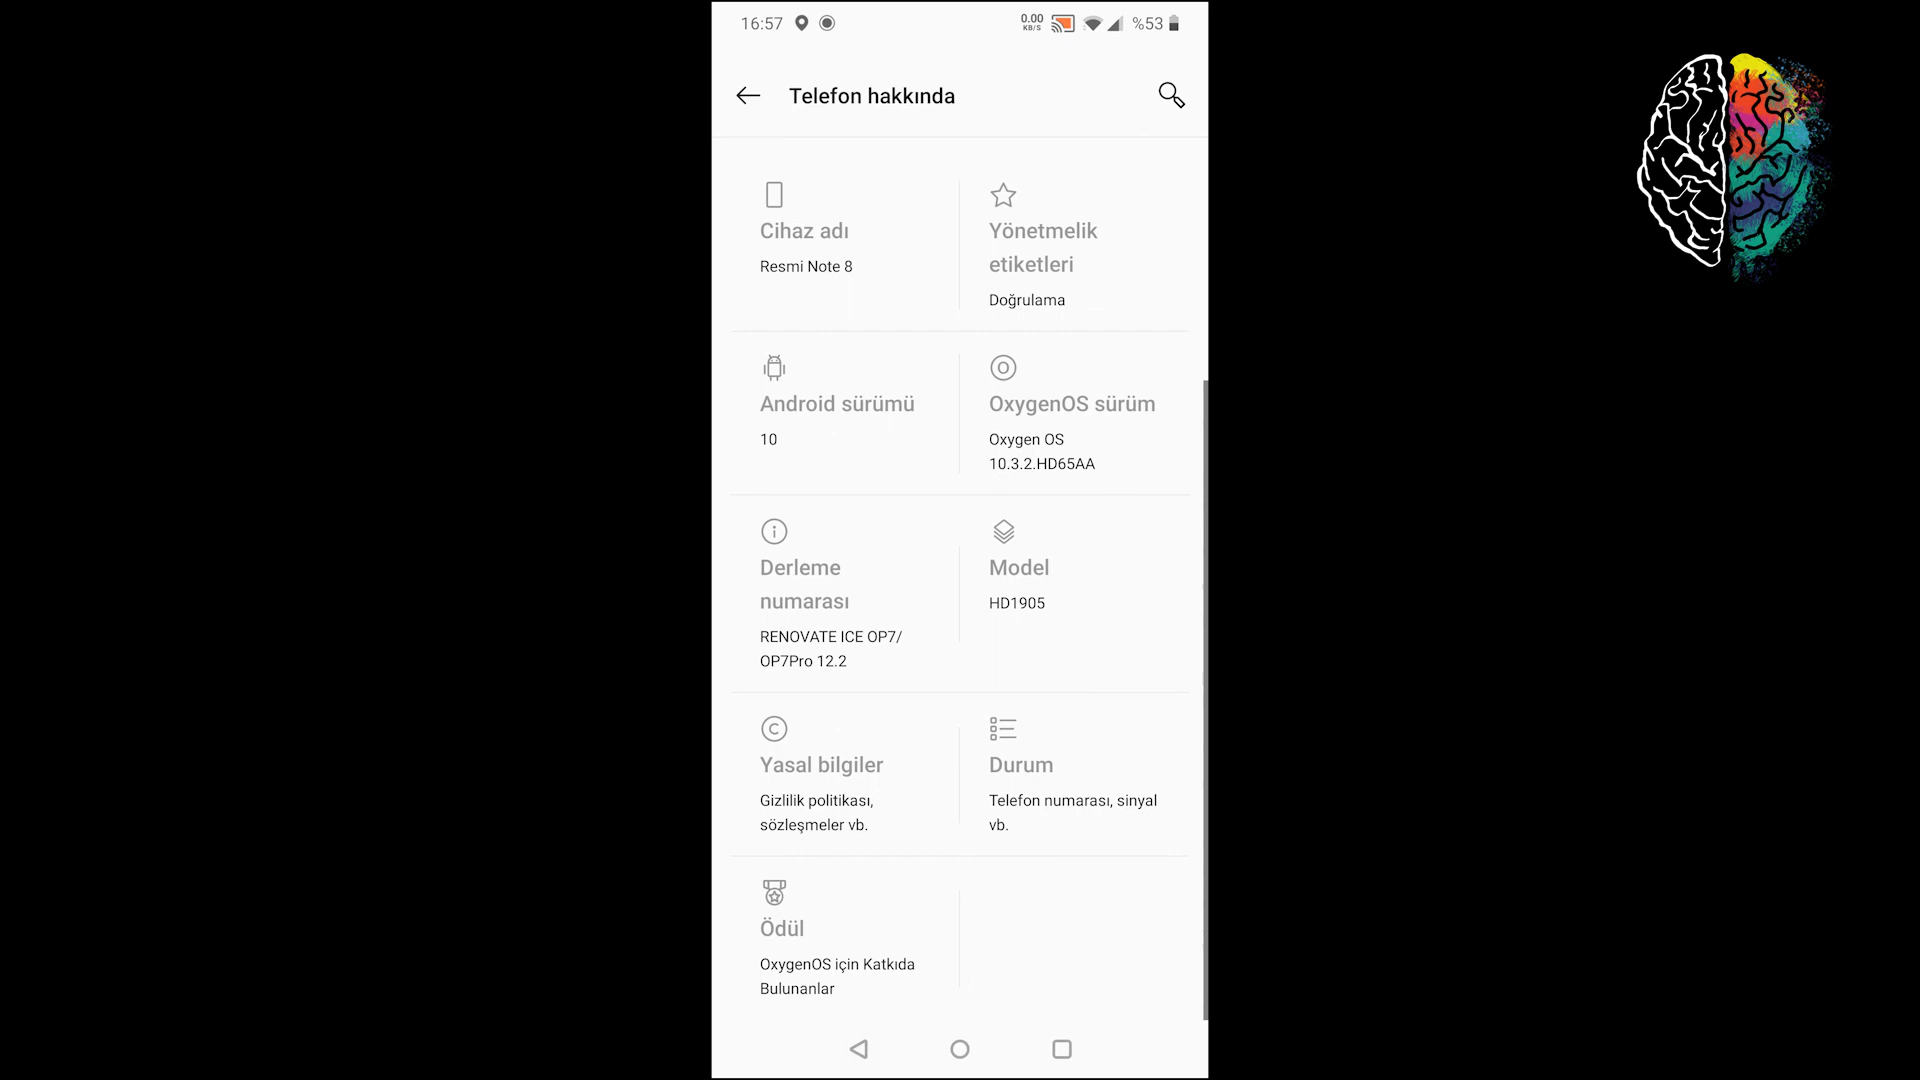 16:57
0.00
KB/S
%53
Telefon hakkında
Cihaz adı
Resmi Note 8
Yönetmelik
etiketleri
Doğrulama
Android sürümü
10
OxygenOS sürüm
Oxygen OS
10.3.2.HD65AA
Derleme
numarası
RENOVATE ICE OP7/
OP7Pro 12.2
Model
HD1905
Yasal bilgiler
Gizlilik politikası,
sözleşmeler vb.
Durum
Telefon numarası, sinyal
vb.
Ödül
OxygenOS için Katkıda
Bulunanlar